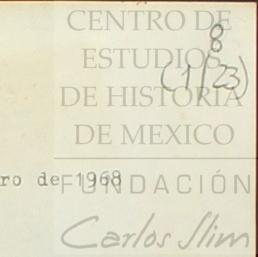 CENTRO DE
8
ESTUDIOS
(1/23)
DE HISTORIA
DE MEXICO
ro de 1968
FUNDACIÓN
Carlos Slim